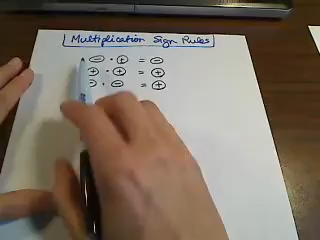 Multiplication Sign Rules
- · + = -
+ · + = +
- · - = +